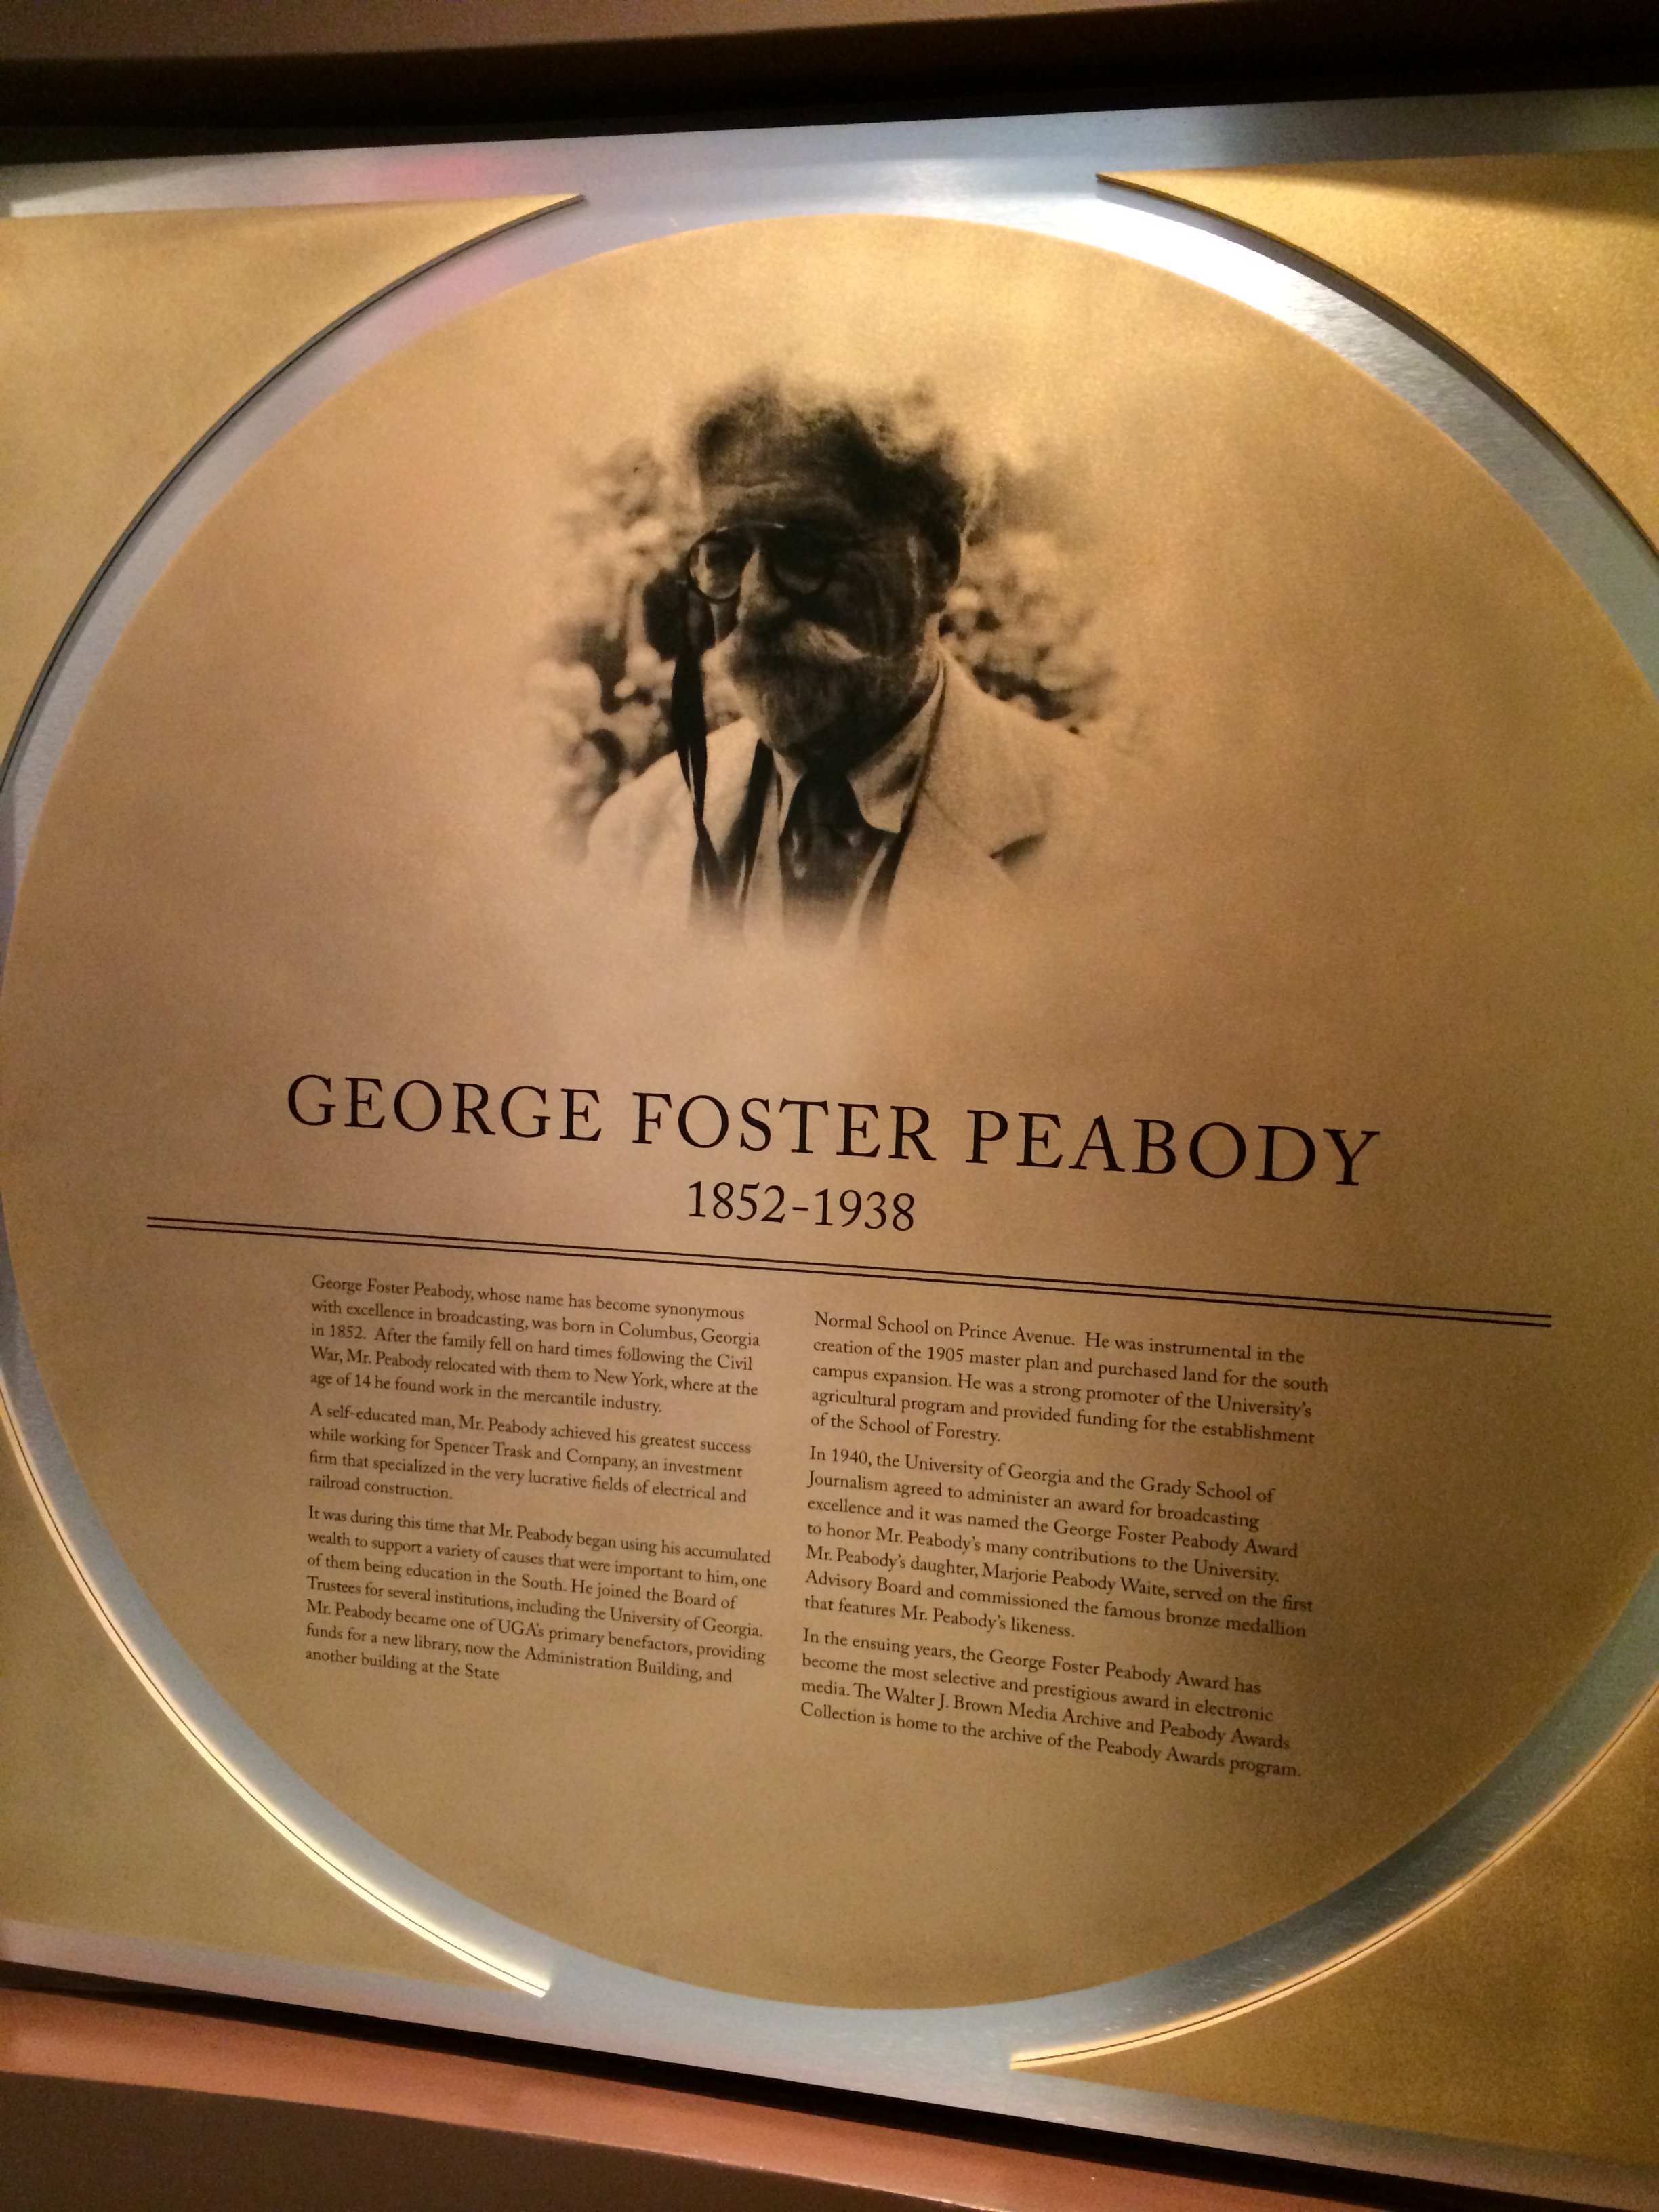 GEORGE FOSTER PEABODY
1852-1938
George Foster Peabody, whose name has become synonymous
with excellence in broadcasting, was born in Columbus, Georgia
in 1852. After the family fell on hard times following the Civil
War, Mr. Peabody relocated with them to New York, where at the
age of 14 he found work in the mercantile industry.
A self-educated man, Mr. Peabody achieved his greatest success
while working for Spencer Trask and Company, an investment
firm that specialized in the very lucrative fields of electrical and
railroad construction.
It was during this time that Mr. Peabody began using his accumulated
wealth to support a variety of causes that were important to him, one
of them being education in the South. He joined the Board of
Trustees for several institutions, including the University of Georgia.
Mr. Peabody became one of UGA's primary benefactors, providing
funds for a new library, now the Administration Building, and
another building at the State
Normal School on Prince Avenue. He was instrumental in the
creation of the 1905 master plan and purchased land for the south
campus expansion. He was a strong promoter of the University's
agricultural program and provided funding for the establishment
of the School of Forestry.
In 1940, the University of Georgia and the Grady School of
Journalism agreed to administer an award for broadcasting
excellence and it was named the George Foster Peabody Award
to honor Mr. Peabody's many contributions to the University.
Mr. Peabody's daughter, Marjorie Peabody Waite, served on the first
Advisory Board and commissioned the famous bronze medallion
that features Mr. Peabody's likeness.
In the ensuing years, the George Foster Peabody Award has
become the most selective and prestigious award in electronic
media. The Walter J. Brown Media Archive and Peabody Awards
Collection is home to the archive of the Peabody Awards program.